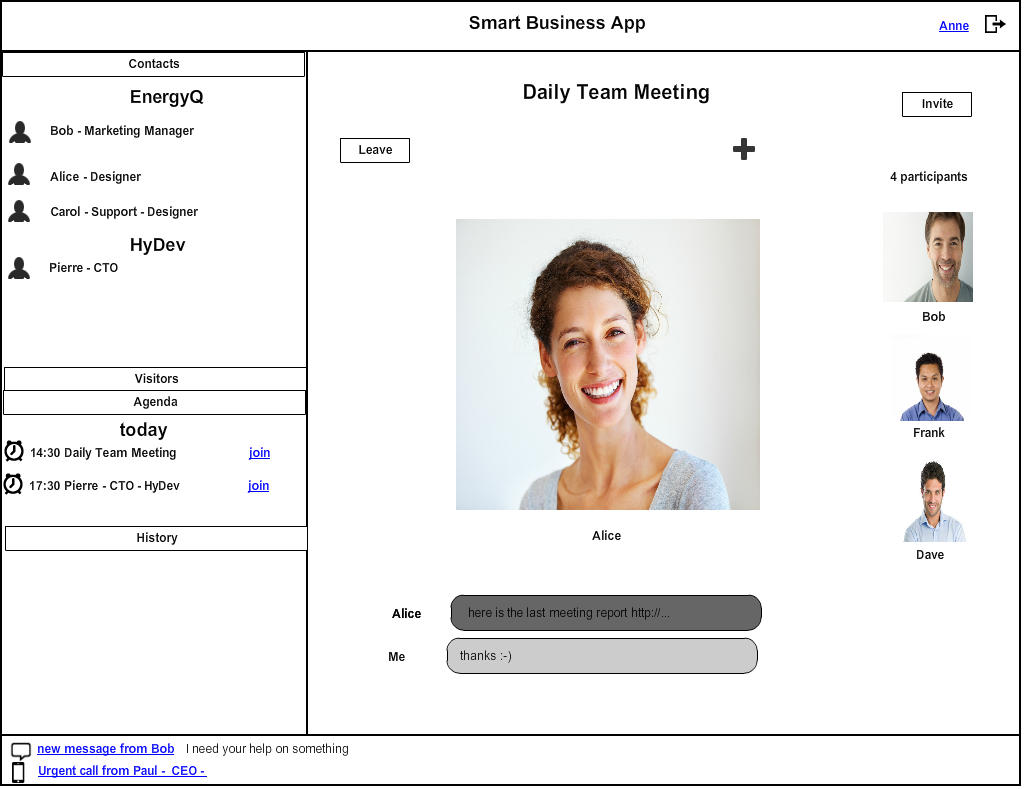 Smart Business App
Anne
Contacts
EnergyQ
Bob - Marketing Manager
Alice - Designer
Carol - Support - Designer
HyDev
Pierre - CTO
Visitors
Agenda
today
14:30 Daily Team Meeting join
17:30 Pierre - CTO - HyDev join
History
Daily Team Meeting
Invite
Leave
4 participants
Bob
Frank
Dave
Alice
Alice here is the last meeting report http://...
Me thanks :-)
new message from Bob I need your help on something
Urgent call from Paul - CEO -